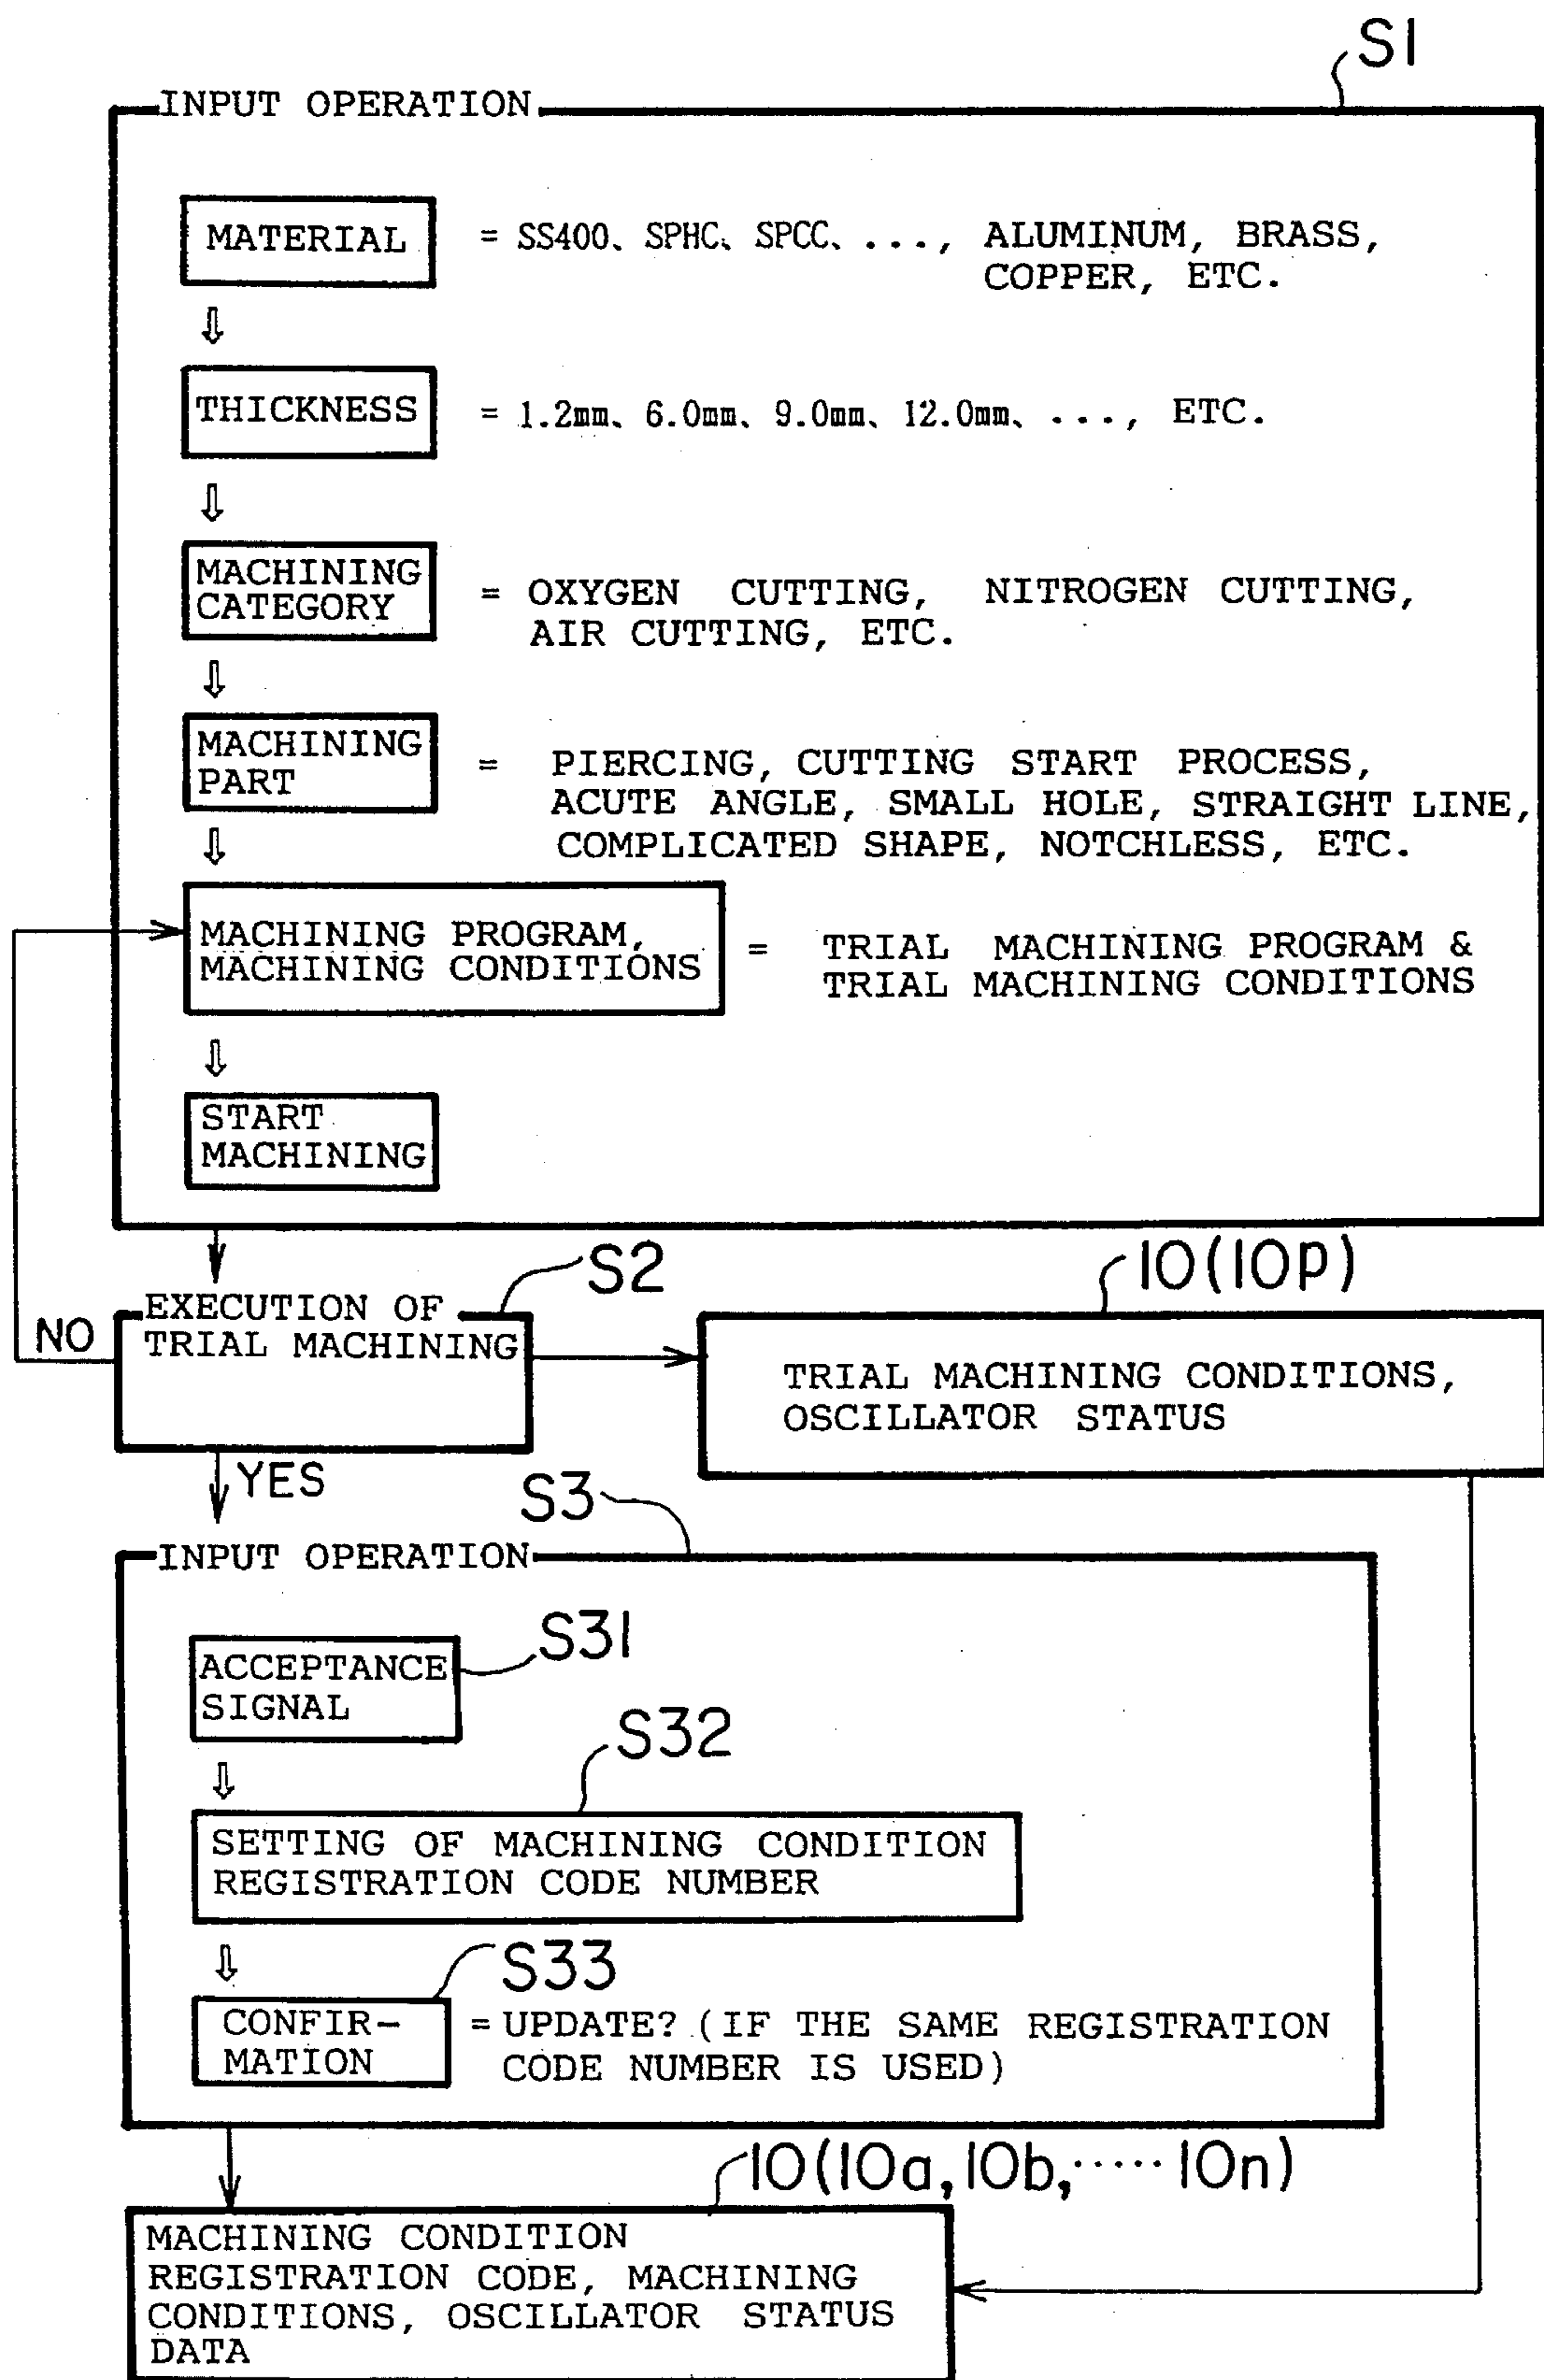 S1
INPUT OPERATION
MATERIAL = SS400、SPHC、SPCC、..., ALUMINUM, BRASS,
COPPER, ETC.
THICKNESS = 1.2mm、6.0mm、9.0mm、12.0mm、..., ETC.
MACHINING
CATEGORY = OXYGEN CUTTING, NITROGEN CUTTING,
AIR CUTTING, ETC.
MACHINING
PART = PIERCING, CUTTING START PROCESS,
ACUTE ANGLE, SMALL HOLE, STRAIGHT LINE,
COMPLICATED SHAPE, NOTCHLESS, ETC.
MACHINING PROGRAM,
MACHINING CONDITIONS = TRIAL MACHINING PROGRAM &
TRIAL MACHINING CONDITIONS
START
MACHINING
S2
10(10p)
EXECUTION OF
TRIAL MACHINING
NO
TRIAL MACHINING CONDITIONS,
OSCILLATOR STATUS
YES
S3
INPUT OPERATION
S31
ACCEPTANCE
SIGNAL
S32
SETTING OF MACHINING CONDITION
REGISTRATION CODE NUMBER
S33
CONFIR-
MATION = UPDATE? (IF THE SAME REGISTRATION
CODE NUMBER IS USED)
10(10a,10b,·····10n)
MACHINING CONDITION
REGISTRATION CODE, MACHINING
CONDITIONS, OSCILLATOR STATUS
DATA